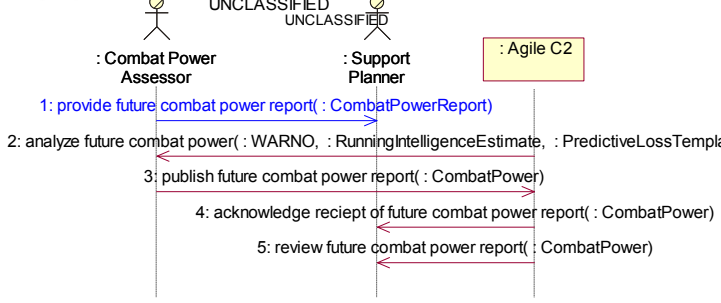 UNCLASSIFIED
UNCLASSIFIED
: Combat Power
Assessor
: Support
Planner
: Agile C2
1: provide future combat power report( : CombatPowerReport)
2: analyze future combat power( : WARNO, : RunningIntelligenceEstimate, : PredictiveLossTempla
3: publish future combat power report( : CombatPower)
4: acknowledge reciept of future combat power report( : CombatPower)
5: review future combat power report( : CombatPower)